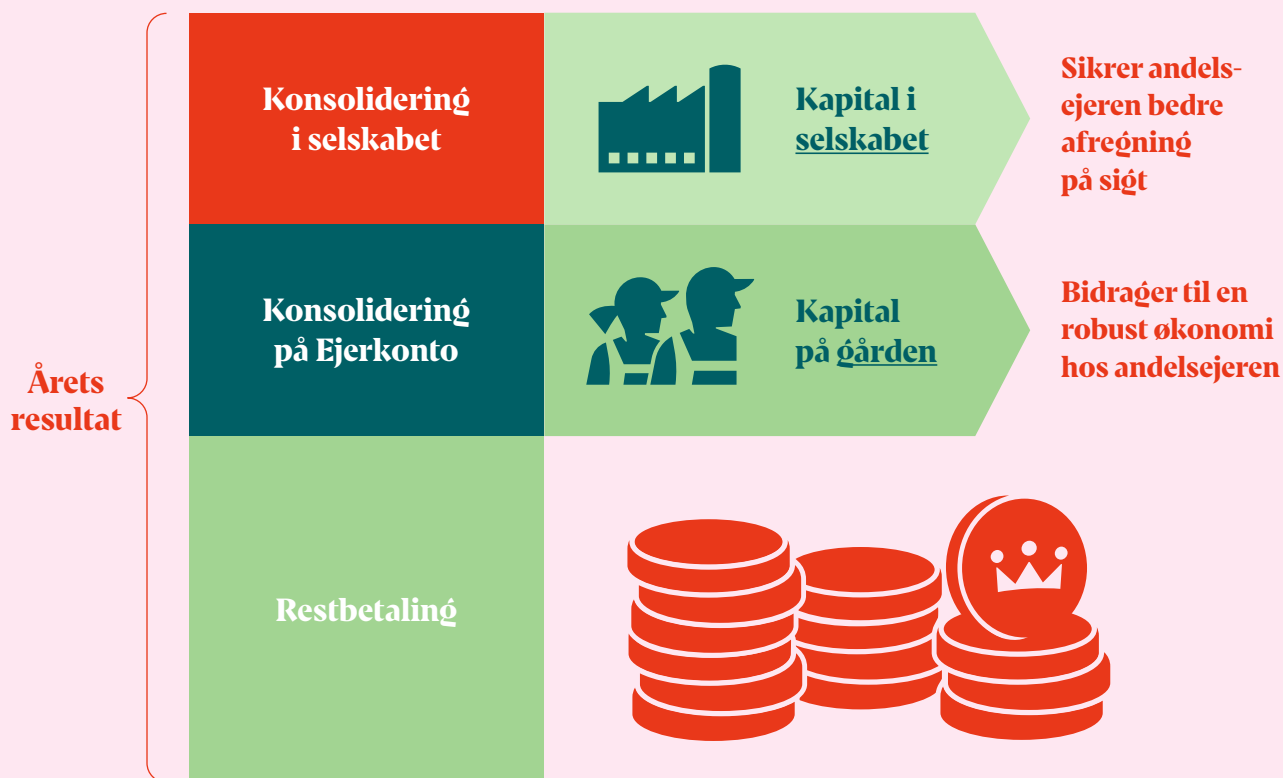 Årets
resultat
Konsolidering
i selskabet
Kapital i
selskabet
Sikrer andels-
ejeren bedre
afregning
på sigt
Konsolidering
på Ejerkonto
Kapital
på gården
Bidrager til en
robust økonomi
hos andelsejeren
Restbetaling